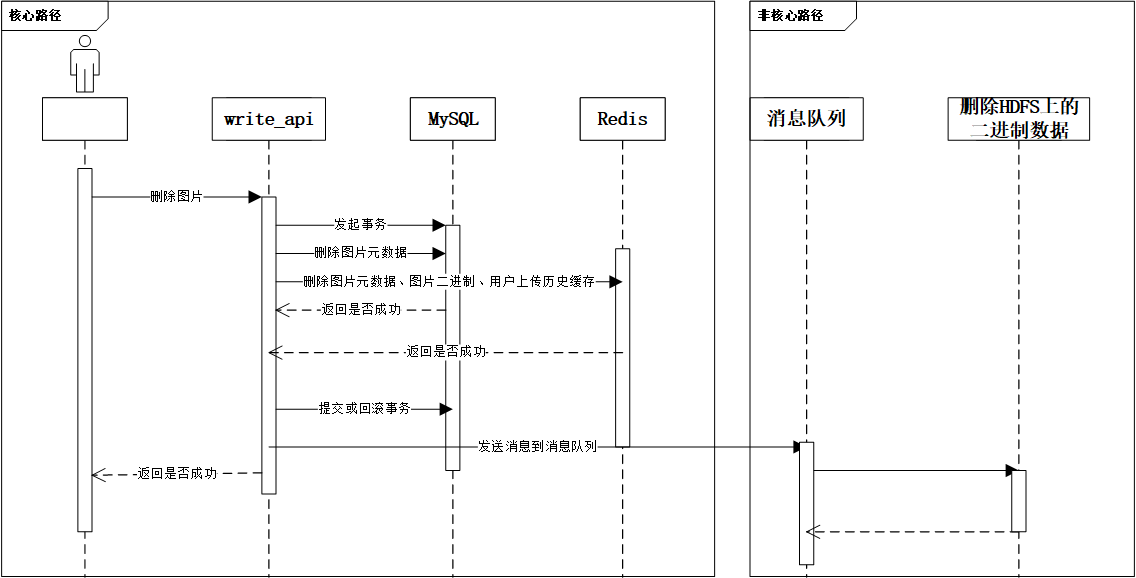 核心路径
非核心路径
write_api
MySQL
Redis
消息队列
删除HDFS上的
二进制数据
删除图片
发起事务
删除图片元数据
删除图片元数据、图片二进制、用户上传历史缓存
返回是否成功
返回是否成功
提交或回滚事务
发送消息到消息队列
返回是否成功